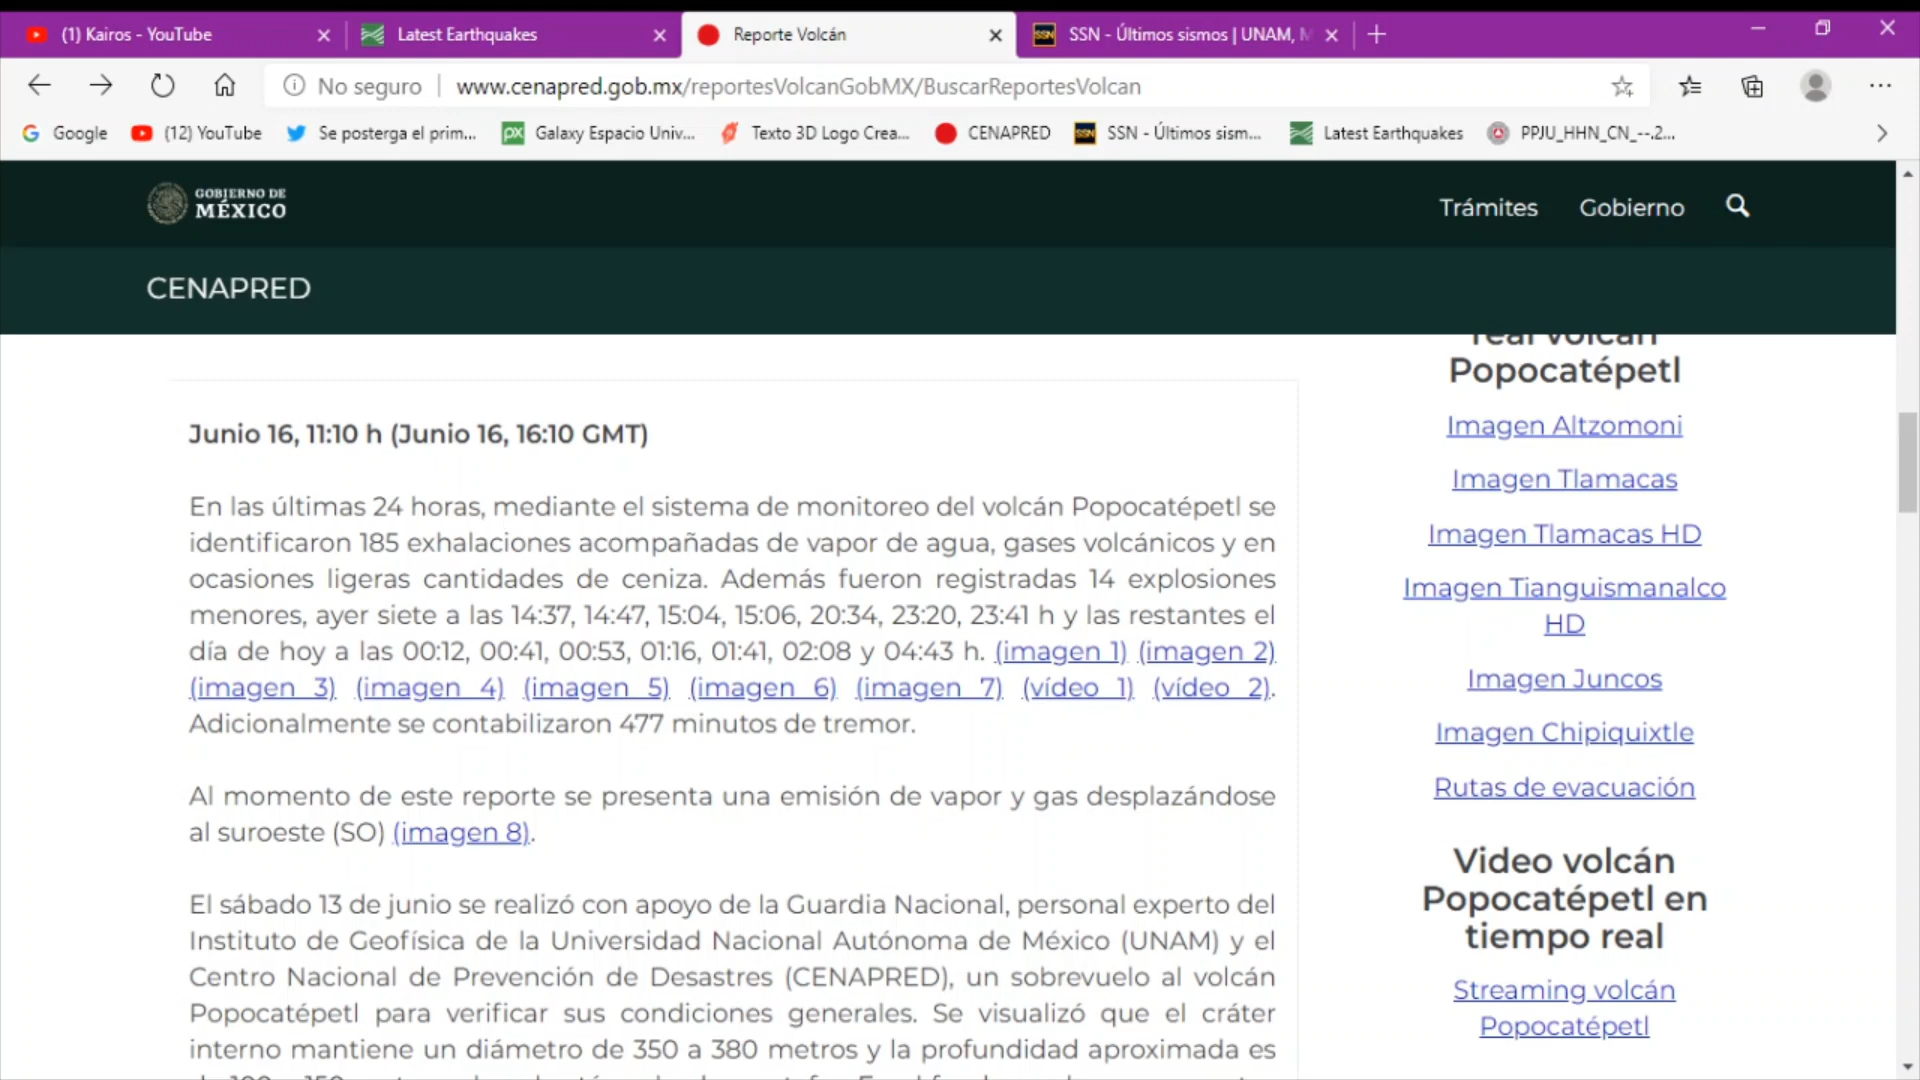 (1) Kairos - YouTube
Latest Earthquakes
Reporte Volcán
SSN - Últimos sismos | UNAM, M
No seguro
www.cenapred.gob.mx/reportesVolcanGobMX/BuscarReportesVolcan
Google
(12) YouTube
Se posterga el prim...
Galaxy Espacio Univ...
Texto 3D Logo Crea...
CENAPRED
SSN - Últimos sism...
Latest Earthquakes
PPJU_HHN_CN_--.2...
GOBIERNO DE
MÉXICO
Trámites
Gobierno
CENAPRED
Junio 16, 11:10 h (Junio 16, 16:10 GMT)
En las últimas 24 horas, mediante el sistema de monitoreo del volcán Popocatépetl se
identificaron 185 exhalaciones acompañadas de vapor de agua, gases volcánicos y en
ocasiones ligeras cantidades de ceniza. Además fueron registradas 14 explosiones
menores, ayer siete a las 14:37, 14:47, 15:04, 15:06, 20:34, 23:20, 23:41 h y las restantes el
día de hoy a las 00:12, 00:41, 00:53, 01:16, 01:41, 02:08 y 04:43 h. (imagen 1) (imagen 2)
(imagen 3) (imagen 4) (imagen 5) (imagen 6) (imagen 7) (vídeo 1) (vídeo 2).
Adicionalmente se contabilizaron 477 minutos de tremor.
Al momento de este reporte se presenta una emisión de vapor y gas desplazándose
al suroeste (SO) (imagen 8).
El sábado 13 de junio se realizó con apoyo de la Guardia Nacional, personal experto del
Instituto de Geofísica de la Universidad Nacional Autónoma de México (UNAM) y el
Centro Nacional de Prevención de Desastres (CENAPRED), un sobrevuelo al volcán
Popocatépetl para verificar sus condiciones generales. Se visualizó que el cráter
interno mantiene un diámetro de 350 a 380 metros y la profundidad aproximada es
real volcán
Popocatépetl
Imagen Altzomoni
Imagen Tlamacas
Imagen Tlamacas HD
Imagen Tianguismanalco
HD
Imagen Juncos
Imagen Chipiquixtle
Rutas de evacuación
Video volcán
Popocatépetl en
tiempo real
Streaming volcán
Popocatépetl